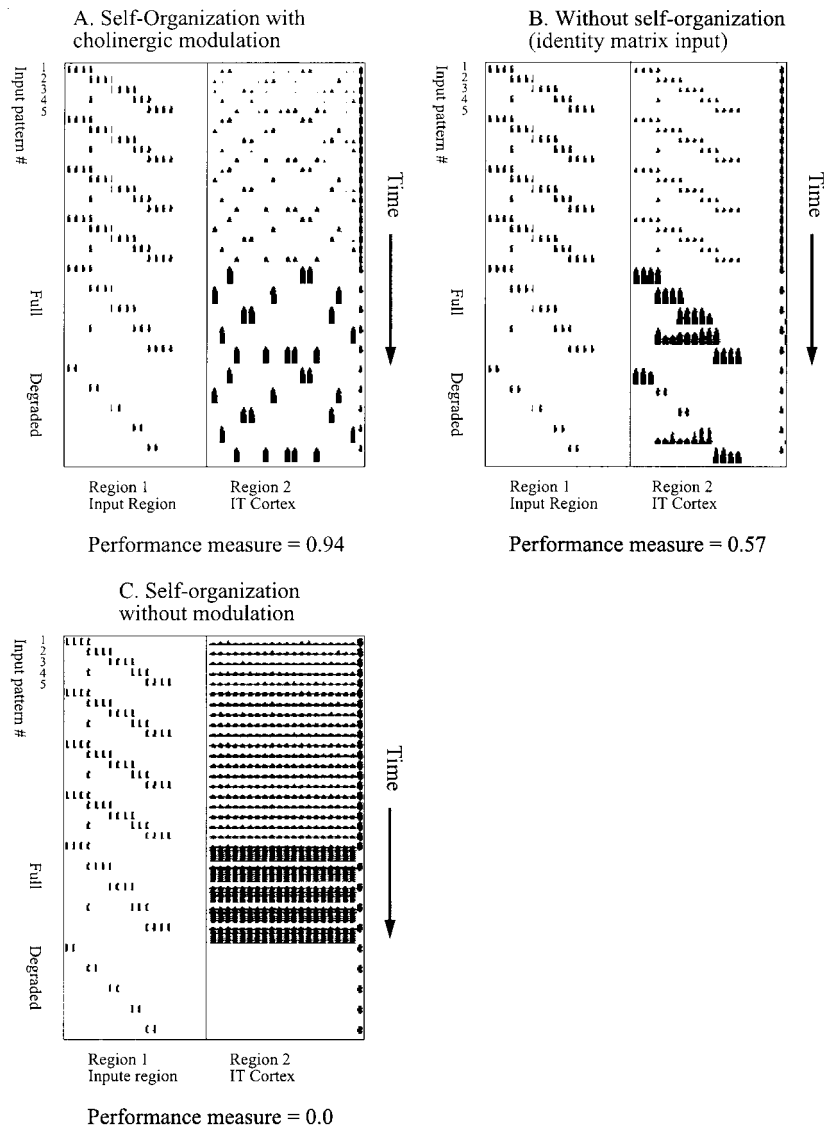 A. Self-Organization with
cholinergic modulation
Input pattern #
1
2
3
4
5
Full
Degraded
Time
Region 1
Input Region
Region 2
IT Cortex
Performance measure = 0.94
B. Without self-organization
(identity matrix input)
Input pattern #
1
2
3
4
5
Full
Degraded
Time
Region 1
Input Region
Region 2
IT Cortex
Performance measure = 0.57
C. Self-organization
without modulation
Input pattern #
1
2
3
4
5
Full
Degraded
Time
Region 1
Inpute region
Region 2
IT Cortex
Performance measure = 0.0